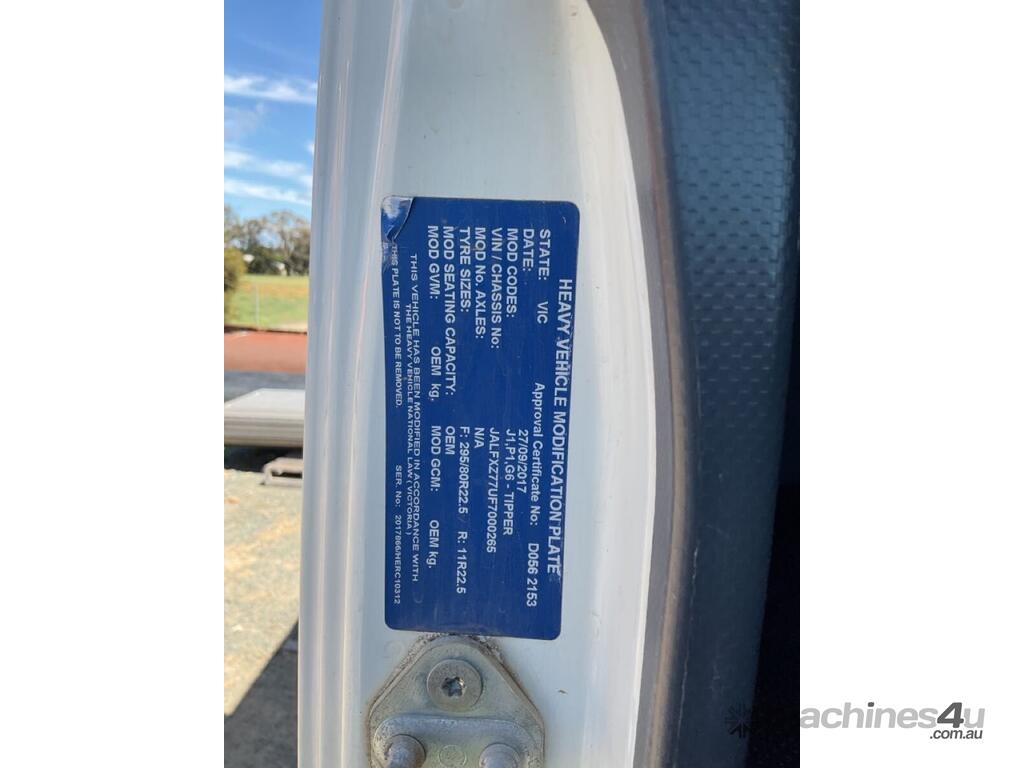 HEAVY VEHICLE MODIFICATION PLATE
STATE: VIC Approval Certificate No: D056 2153
DATE: 27/09/2017
MOD CODES: J1,P1,G6 - TIPPER
VIN / CHASSIS No: JALFXZ77UF7000265
MOD No. AXLES: N/A
TYRE SIZES: F: 295/80R22.5 R: 11R22.5
MOD SEATING CAPACITY: OEM
MOD GVM: OEM kg. MOD GCM: OEM kg.
THIS VEHICLE HAS BEEN MODIFIED IN ACCORDANCE WITH
THE HEAVY VEHICLE NATIONAL LAW ( VICTORIA )
THIS PLATE IS NOT TO BE REMOVED. SER. No: 2017866/HERC10312
machines4u
.com.au